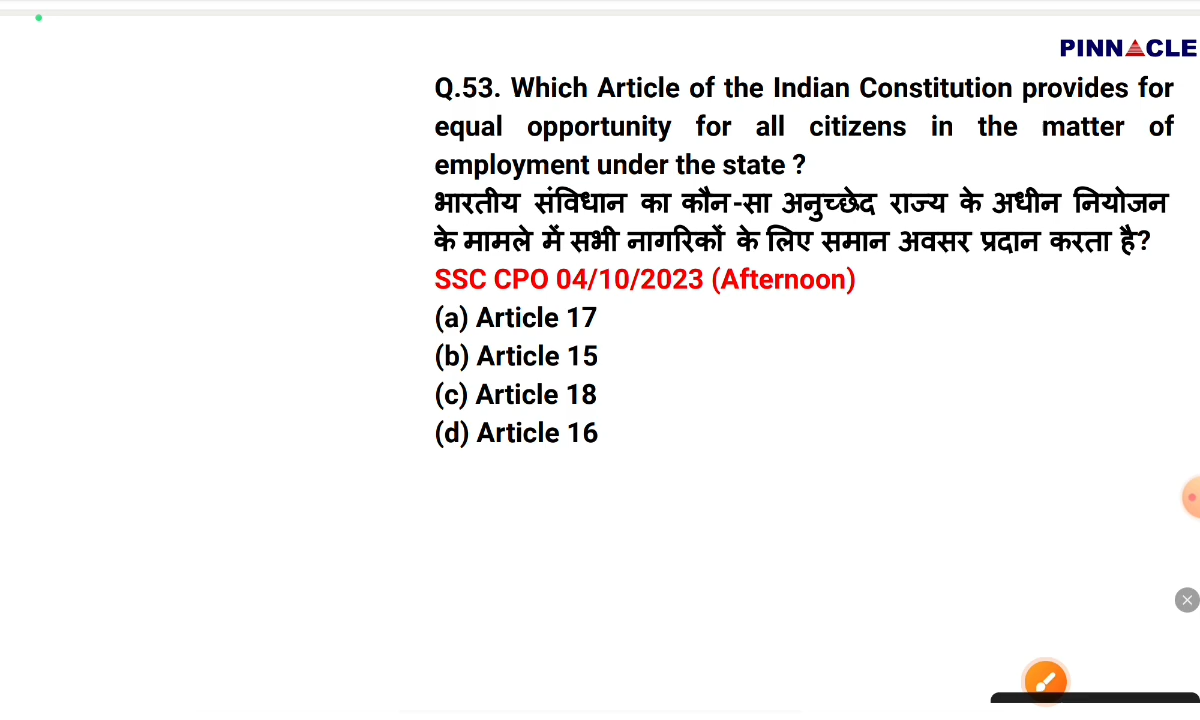 PINNACLE
Q.53. Which Article of the Indian Constitution provides for
equal opportunity for all citizens in the matter of
employment under the state ?
भारतीय संविधान का कौन-सा अनुच्छेद राज्य के अधीन नियोजन
के मामले में सभी नागरिकों के लिए समान अवसर प्रदान करता है?
SSC CPO 04/10/2023 (Afternoon)
(a) Article 17
(b) Article 15
(c) Article 18
(d) Article 16